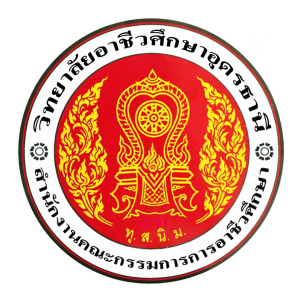 วิทยาลัยอาชีวศึกษาอุดรธานี
ทุ. ส. นิ. ม.
สำนักงานคณะกรรมการการอาชีวศึกษา